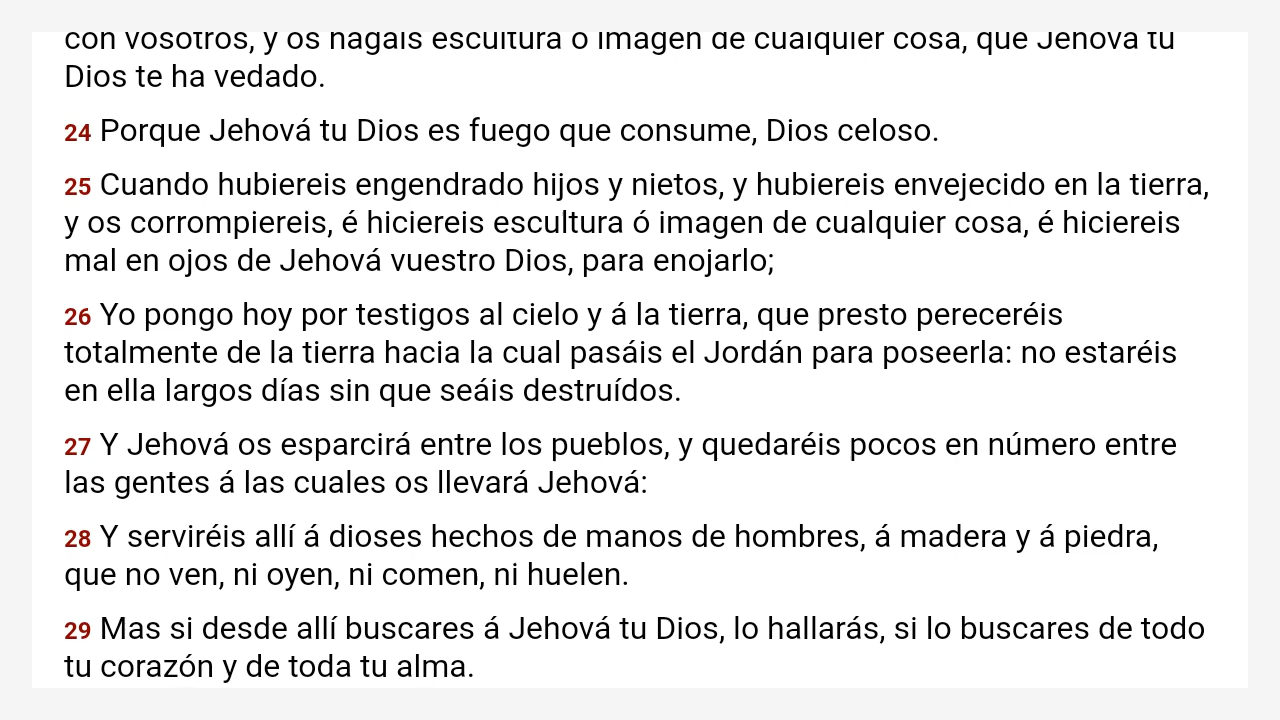 con vosotros, y os hagáis escultura ó imagen de cualquier cosa, que Jehová tu
Dios te ha vedado.
24 Porque Jehová tu Dios es fuego que consume, Dios celoso.
25 Cuando hubiereis engendrado hijos y nietos, y hubiereis envejecido en la tierra,
y os corrompiereis, é hiciereis escultura ó imagen de cualquier cosa, é hiciereis
mal en ojos de Jehová vuestro Dios, para enojarlo;
26 Yo pongo hoy por testigos al cielo y á la tierra, que presto pereceréis
totalmente de la tierra hacia la cual pasáis el Jordán para poseerla: no estaréis
en ella largos días sin que seáis destruídos.
27 Y Jehová os esparcirá entre los pueblos, y quedaréis pocos en número entre
las gentes á las cuales os llevará Jehová:
28 Y serviréis allí á dioses hechos de manos de hombres, á madera y á piedra,
que no ven, ni oyen, ni comen, ni huelen.
29 Mas si desde allí buscares á Jehová tu Dios, lo hallarás, si lo buscares de todo
tu corazón y de toda tu alma.